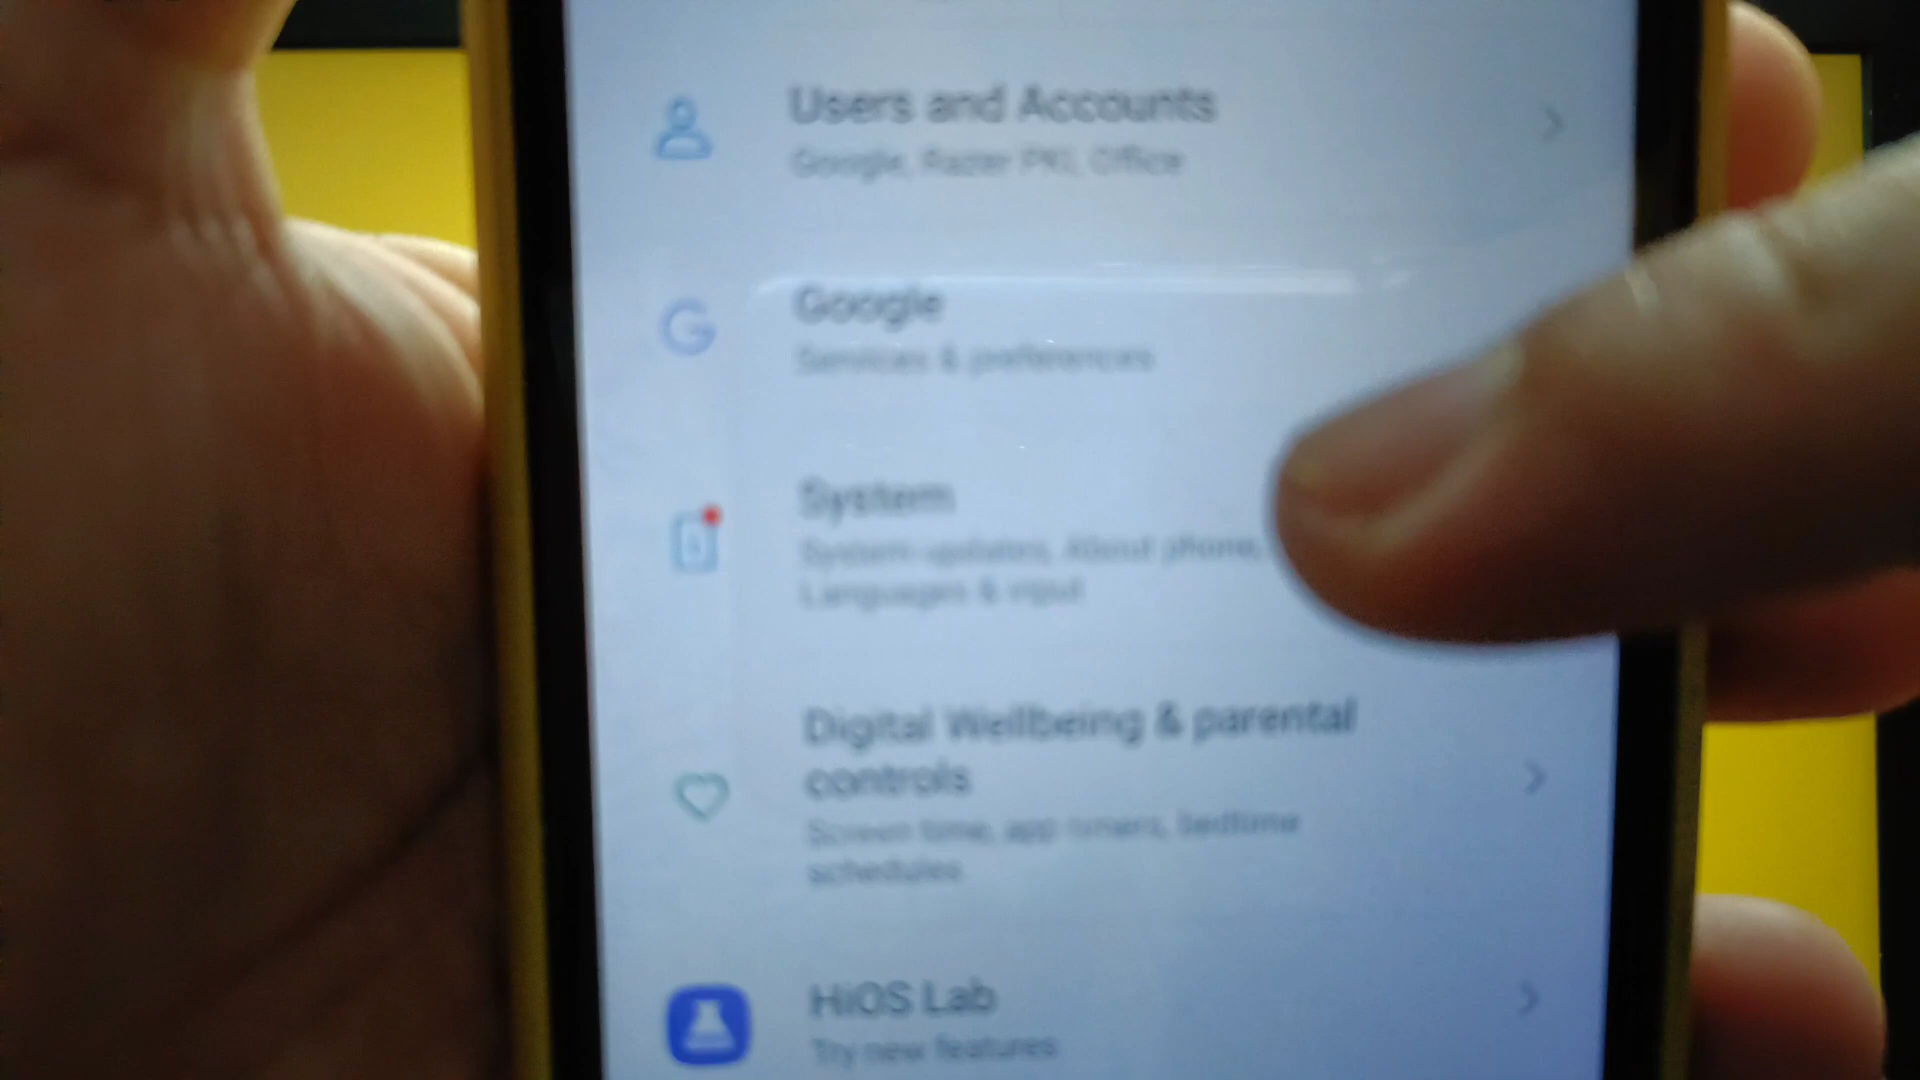 Users and Accounts
Google, Razer PKI, Office
Google
Services & preferences
System
System updates, About phone,
Languages & input
Digital Wellbeing & parental
controls
Screen time, app timers, bedtime
schedules
HiOS Lab
Try new features